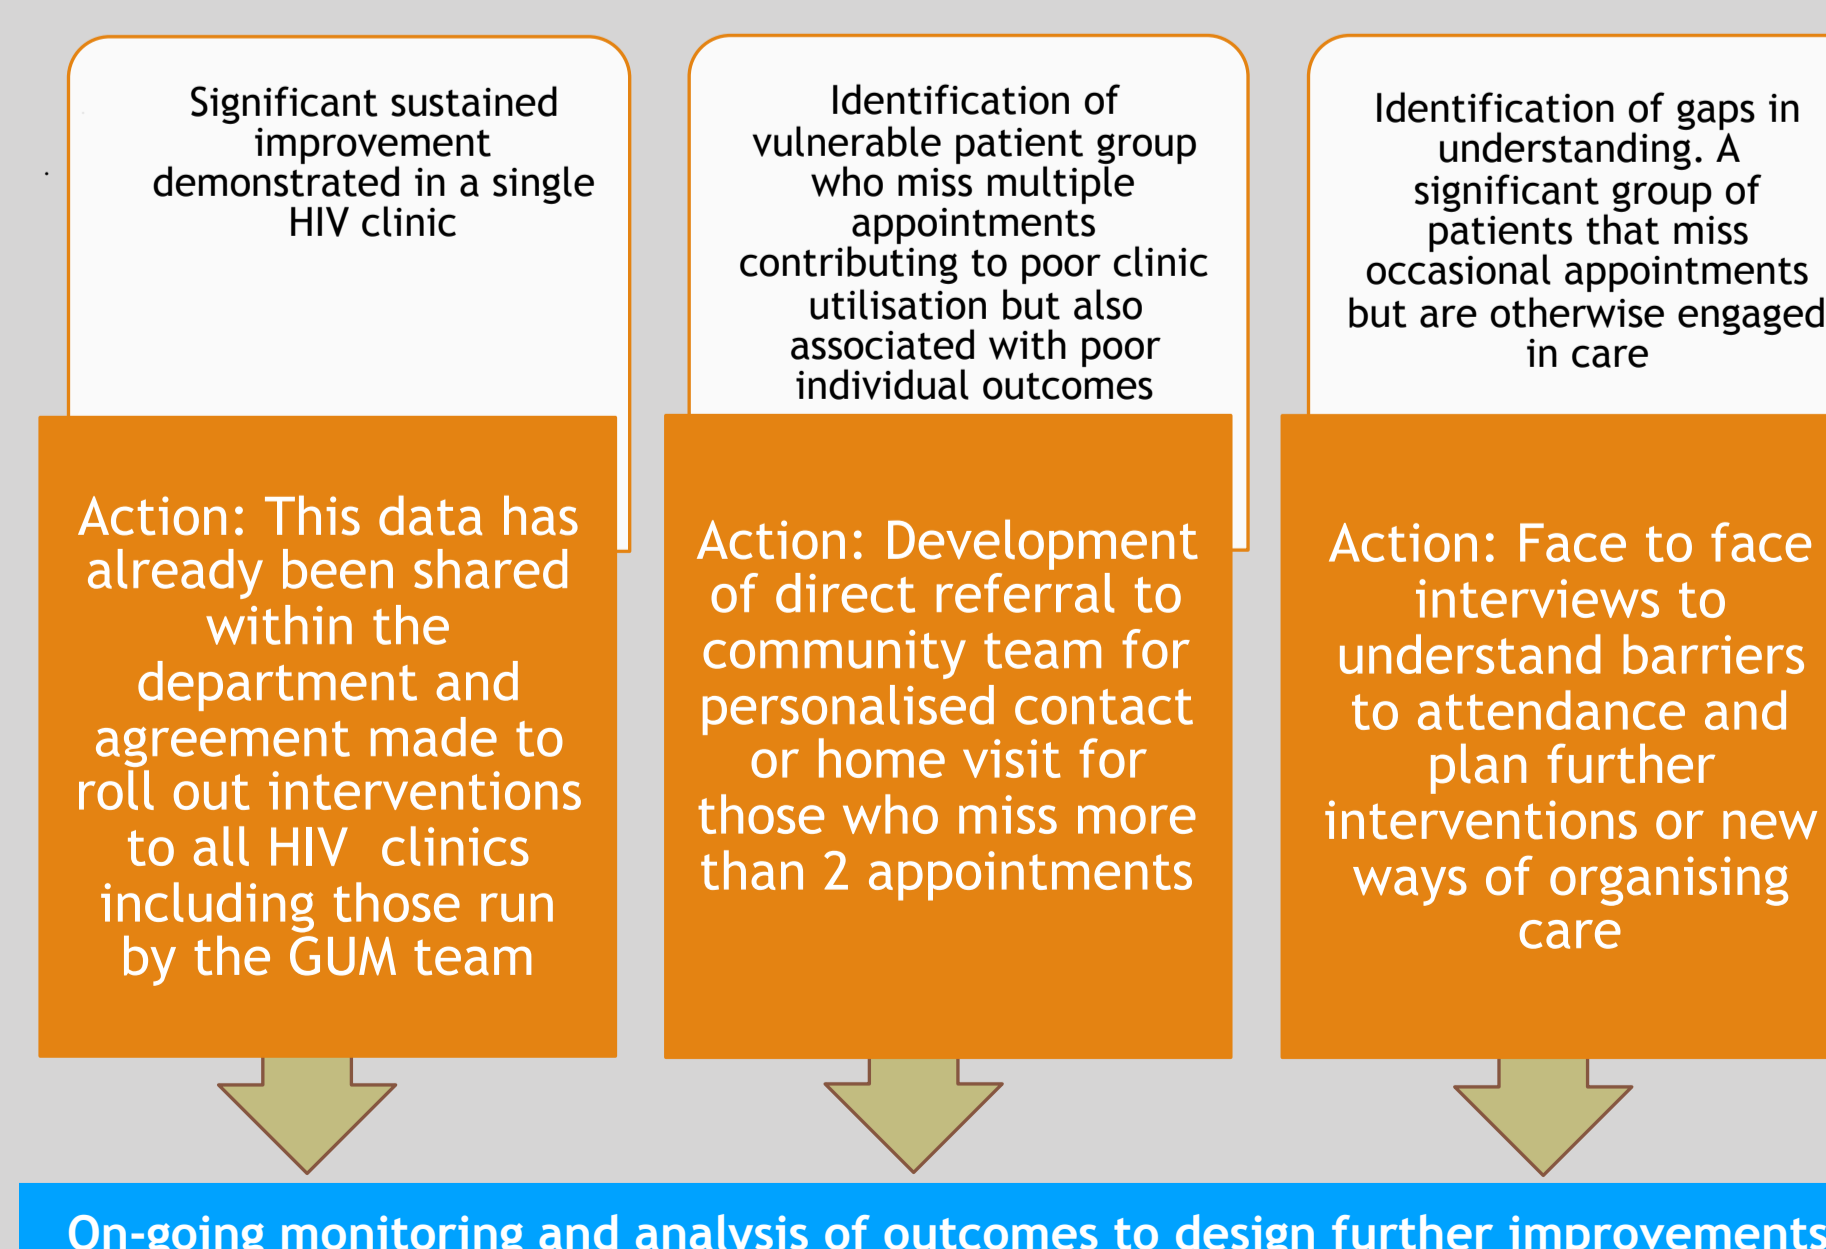 Significant sustained
improvement
demonstrated in a single
HIV clinic
Action: This data has
already been shared
within the
department and
agreement made to
roll out interventions
to all HIV  clinics
including those run
by the GUM team
Identification of
vulnerable patient group
who miss multiple
appointments
contributing to poor clinic
utilisation but also
associated with poor
individual outcomes
Action: Development
of direct referral to
community team for
personalised contact
or home visit for
those who miss more
than 2 appointments
Identification of gaps in
understanding. A
significant group of
patients that miss
occasional appointments
but are otherwise engaged
in care
Action: Face to face
interviews to
understand barriers
to attendance and
plan further
interventions or new
ways of organising
care
On-going monitoring and analysis of outcomes to design further improvements